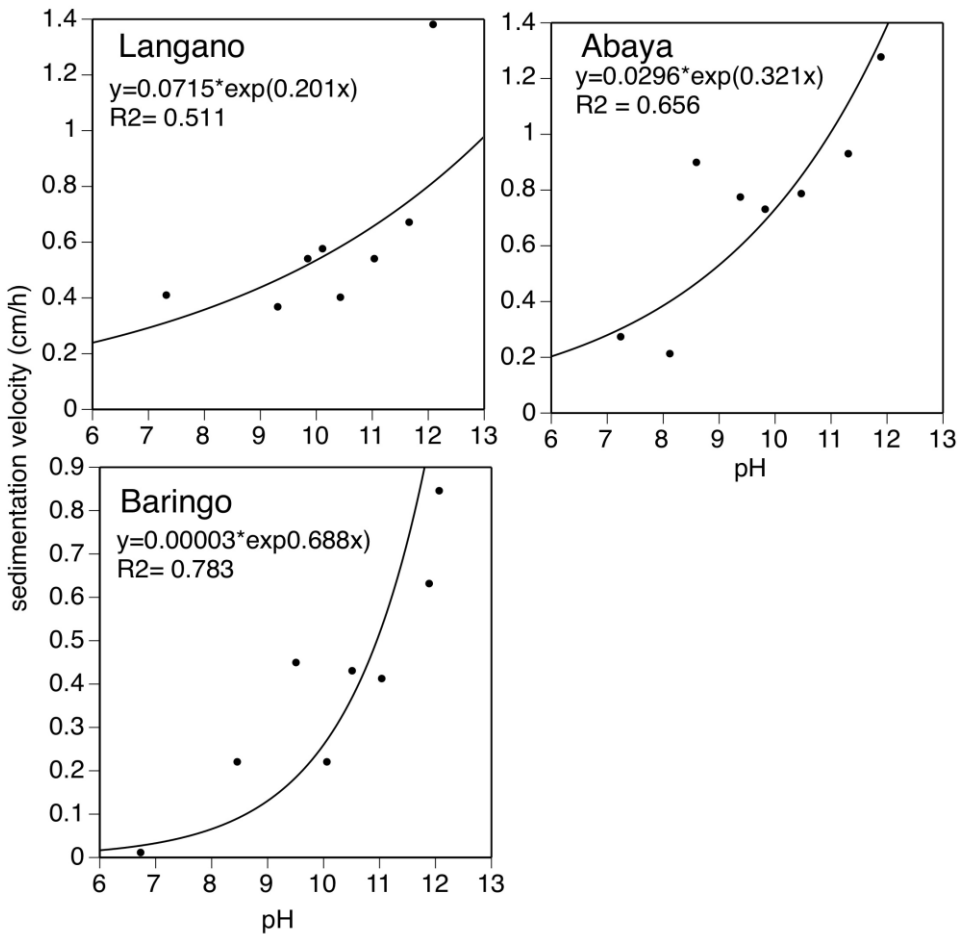 Langano
y=0.0715*exp(0.201x)
R2= 0.511
1.4
1.2
1
0.8
0.6
0.4
0.2
0
6 7 8 9 10 11 12 13
Abaya
y=0.0296*exp(0.321x)
R2 = 0.656
1.4
1.2
1
0.8
0.6
0.4
0.2
0
6 7 8 9 10 11 12 13
pH
sedimentation velocity (cm/h)
Baringo
y=0.00003*exp0.688x)
R2= 0.783
0.9
0.8
0.7
0.6
0.5
0.4
0.3
0.2
0.1
0
6 7 8 9 10 11 12 13
pH